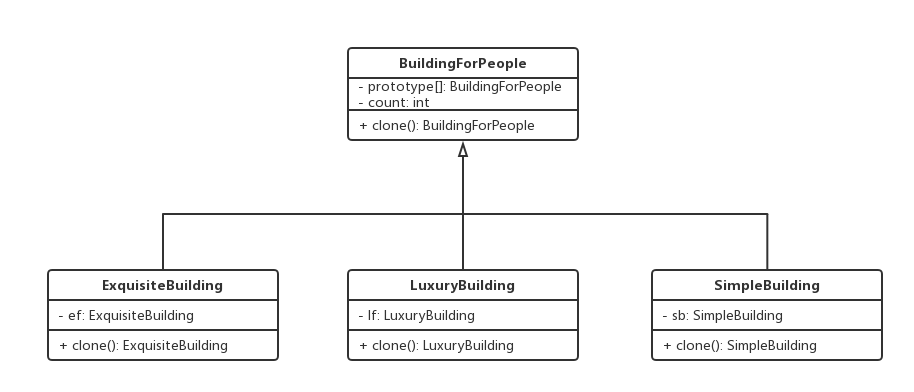 BuildingForPeople
- prototype[]: BuildingForPeople
- count: int
+ clone(): BuildingForPeople
ExquisiteBuilding
- ef: ExquisiteBuilding
+ clone(): ExquisiteBuilding
LuxuryBuilding
- lf: LuxuryBuilding
+ clone(): LuxuryBuilding
SimpleBuilding
- sb: SimpleBuilding
+ clone(): SimpleBuilding